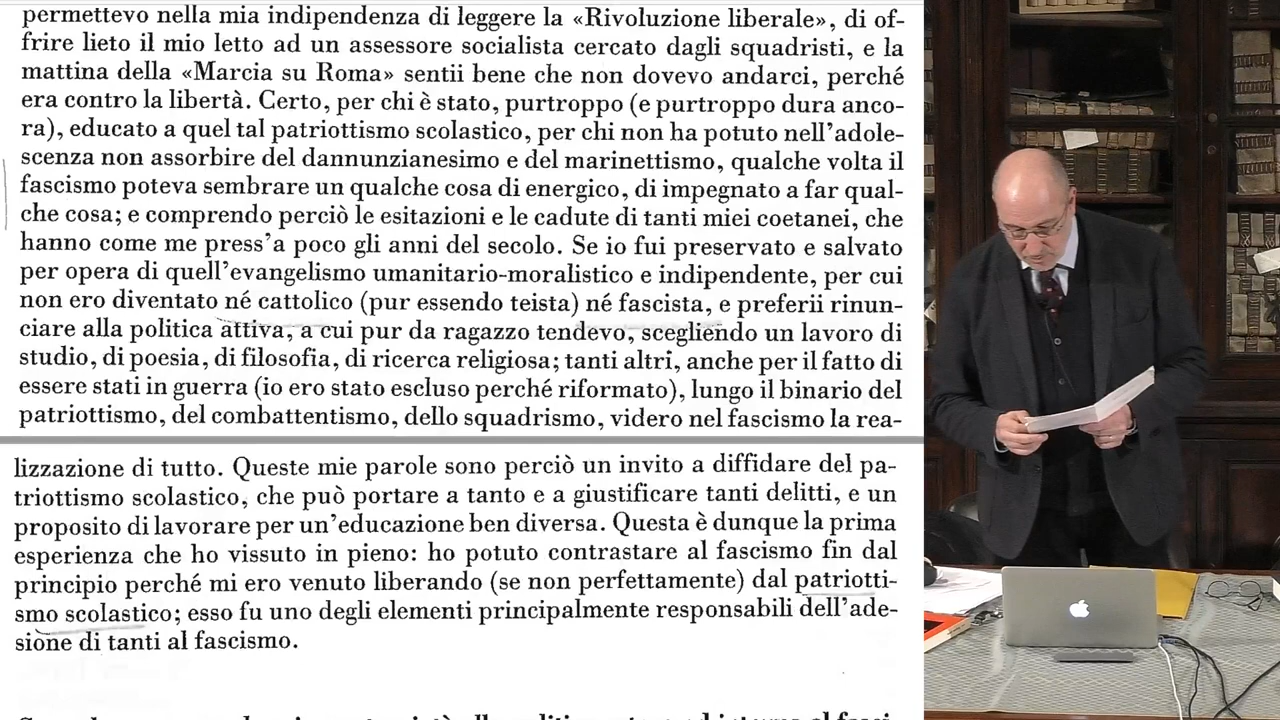 permettevo nella mia indipendenza di leggere la «Rivoluzione liberale», di of-
frire lieto il mio letto ad un assessore socialista cercato dagli squadristi, e la
mattina della «Marcia su Roma» sentii bene che non dovevo andarci, perché
era contro la libertà. Certo, per chi è stato, purtroppo (e purtroppo dura anco-
ra), educato a quel tal patriottismo scolastico, per chi non ha potuto nell'adole-
scenza non assorbire del dannunzianesimo e del marinettismo, qualche volta il
fascismo poteva sembrare un qualche cosa di energico, di impegnato a far qual-
che cosa; e comprendo perciò le esitazioni e le cadute di tanti miei coetanei, che
hanno come me press'a poco gli anni del secolo. Se io fui preservato e salvato
per opera di quell'evangelismo umanitario-moralistico e indipendente, per cui
non ero diventato né cattolico (pur essendo teista) né fascista, e preferii rinun-
ciare alla politica attiva, a cui pur da ragazzo tendevo, scegliendo un lavoro di
studio, di poesia, di filosofia, di ricerca religiosa; tanti altri, anche per il fatto di
essere stati in guerra (io ero stato escluso perché riformato), lungo il binario del
patriottismo, del combattentismo, dello squadrismo, videro nel fascismo la rea-
lizzazione di tutto. Queste mie parole sono perciò un invito a diffidare del pa-
triottismo scolastico, che può portare a tanto e a giustificare tanti delitti, e un
proposito di lavorare per un'educazione ben diversa. Questa è dunque la prima
esperienza che ho vissuto in pieno: ho potuto contrastare al fascismo fin dal
principio perché mi ero venuto liberando (se non perfettamente) dal patriotti-
smo scolastico; esso fu uno degli elementi principalmente responsabili dell'ade-
sione di tanti al fascismo.